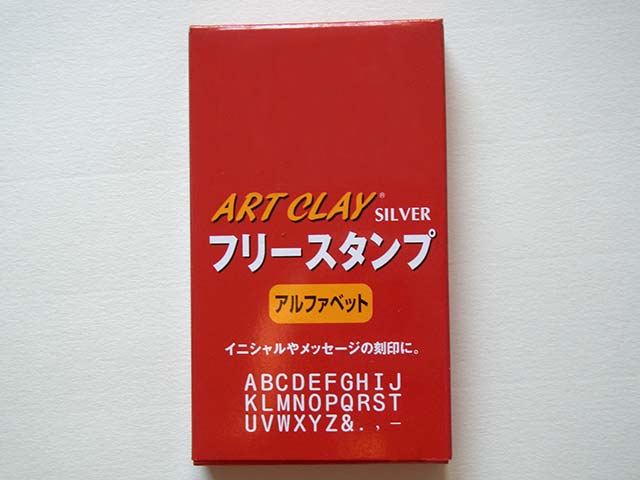 ART CLAY® SILVER
フリースタンプ
アルファベット
イニシャルやメッセージの刻印に。
ABCDEFGHIJ
KLMNOPQRST
UVWXYZ&.,-